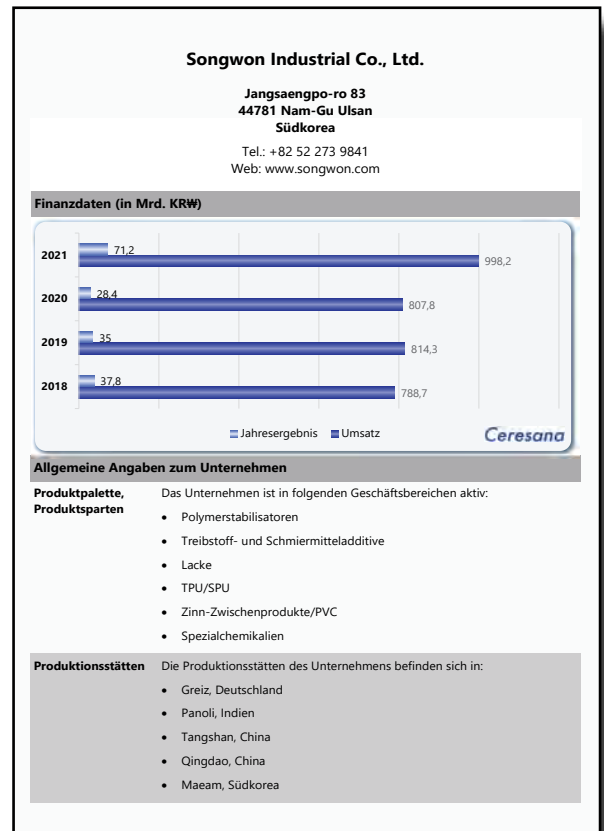 Songwon Industrial Co., Ltd.
Jangsaengpo-ro 83
44781 Nam-Gu Ulsan
Südkorea
Tel.: +82 52 273 9841
Web: www.songwon.com
Finanzdaten (in Mrd. KR₩)
2021
71,2
998,2
2020
28,4
807,8
2019
35
814,3
2018
37,8
788,7
Jahresergebnis Umsatz
Ceresana
Allgemeine Angaben zum Unternehmen
Produktpalette, Produktsparten
Das Unternehmen ist in folgenden Geschäftsbereichen aktiv:
• Polymerstabilisatoren
• Treibstoff- und Schmiermitteladditive
• Lacke
• TPU/SPU
• Zinn-Zwischenprodukte/PVC
• Spezialchemikalien
Produktionsstätten
Die Produktionsstätten des Unternehmens befinden sich in:
• Greiz, Deutschland
• Panoli, Indien
• Tangshan, China
• Qingdao, China
• Maeam, Südkorea